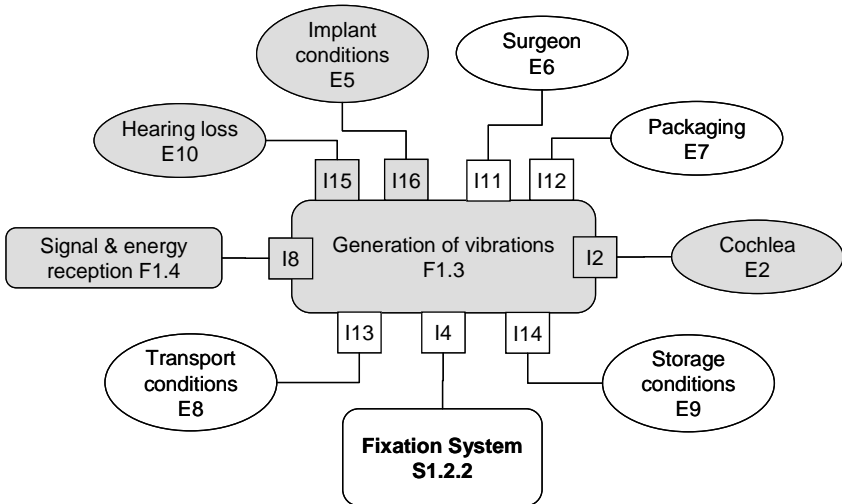 Implant
conditions
E5
Surgeon
E6
Hearing loss
E10
Packaging
E7
I15
I16
I11
I12
Signal & energy
reception F1.4
I8
Generation of vibrations
F1.3
I2
Cochlea
E2
I13
I4
I14
Transport
conditions
E8
Storage
conditions
E9
Fixation System
S1.2.2